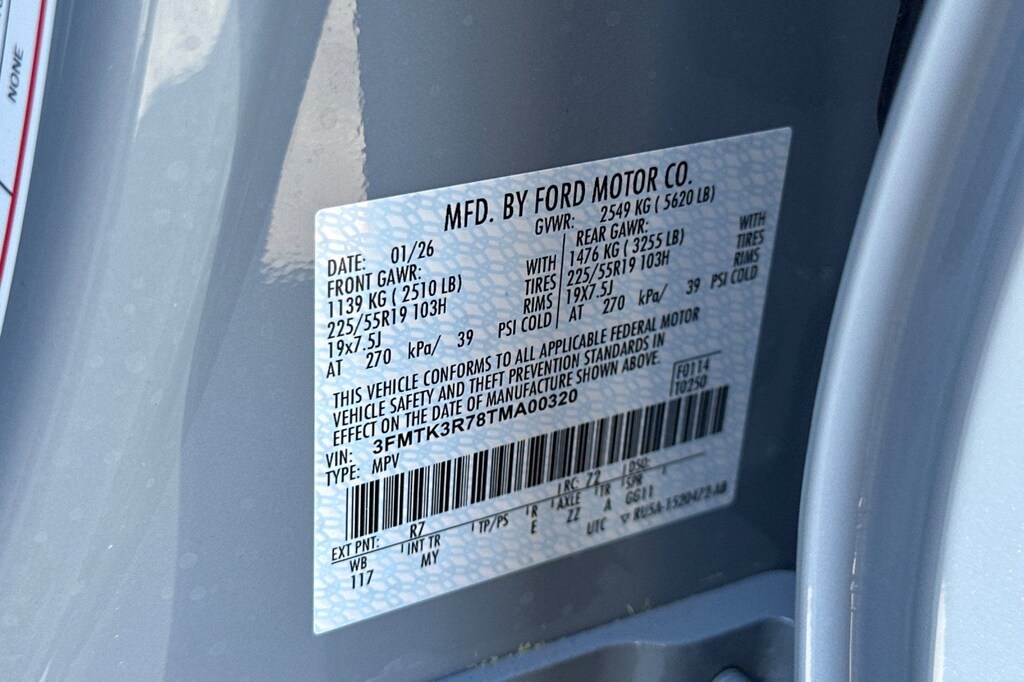 NONE
MFD. BY FORD MOTOR CO.
DATE: 01/26 GVWR: 2549 KG ( 5620 LB)
FRONT GAWR: REAR GAWR:
1139 KG ( 2510 LB) WITH 1476 KG ( 3255 LB) WITH
225/55R19 103H TIRES 225/55R19 103H TIRES
19x7.5J RIMS 19X7.5J RIMS
AT 270 kPa/ 39 PSI COLD AT 270 kPa/ 39 PSI COLD
THIS VEHICLE CONFORMS TO ALL APPLICABLE FEDERAL MOTOR
VEHICLE SAFETY AND THEFT PREVENTION STANDARDS IN
EFFECT ON THE DATE OF MANUFACTURE SHOWN ABOVE.
F0114
T0250
VIN: 3FMTK3R78TMA00320
TYPE: MPV
EXT PNT: R7 RC: 72 DSO:
WB INT TR TP/PS R AXLE TR SPR
117 MY E ZZ A GG11
UTC ▽ RU5A-1520472-AB